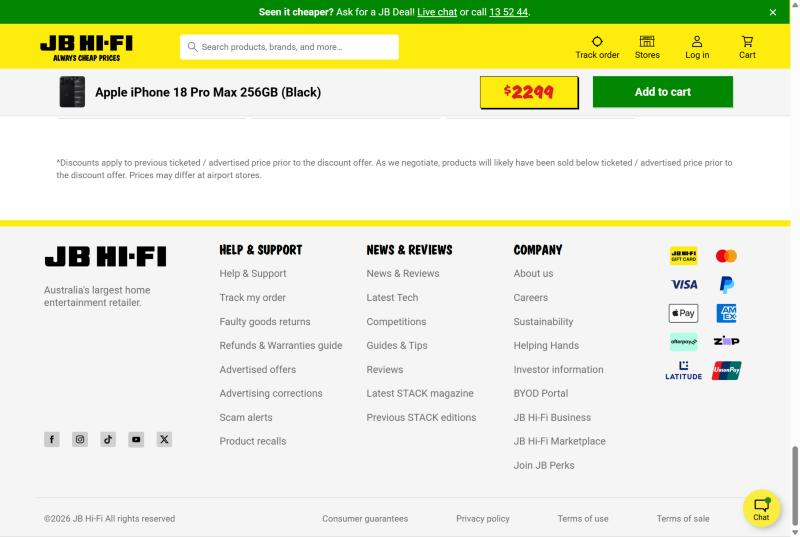 Seen it cheaper? Ask for a JB Deal! Live chat or call 13 52 44.
JB HI-FI
ALWAYS CHEAP PRICES
Search products, brands, and more...
Track order
Stores
Log in
Cart
Apple iPhone 18 Pro Max 256GB (Black)
$2299
Add to cart
^Discounts apply to previous ticketed / advertised price prior to the discount offer. As we negotiate, products will likely have been sold below ticketed / advertised price prior to
the discount offer. Prices may differ at airport stores.
JB HI-FI
Australia's largest home
entertainment retailer.
HELP & SUPPORT
Help & Support
Track my order
Faulty goods returns
Refunds & Warranties guide
Advertised offers
Advertising corrections
Scam alerts
Product recalls
NEWS & REVIEWS
News & Reviews
Latest Tech
Competitions
Guides & Tips
Reviews
Latest STACK magazine
Previous STACK editions
COMPANY
About us
Careers
Sustainability
Helping Hands
Investor information
BYOD Portal
JB Hi-Fi Business
JB Hi-Fi Marketplace
Join JB Perks
JB HI-FI
GIFT CARD
VISA
Pay
AM
EX
afterpay
ZIP
LATITUDE
UnionPay
©2026 JB Hi-Fi All rights reserved
Consumer guarantees
Privacy policy
Terms of use
Terms of sale
Chat